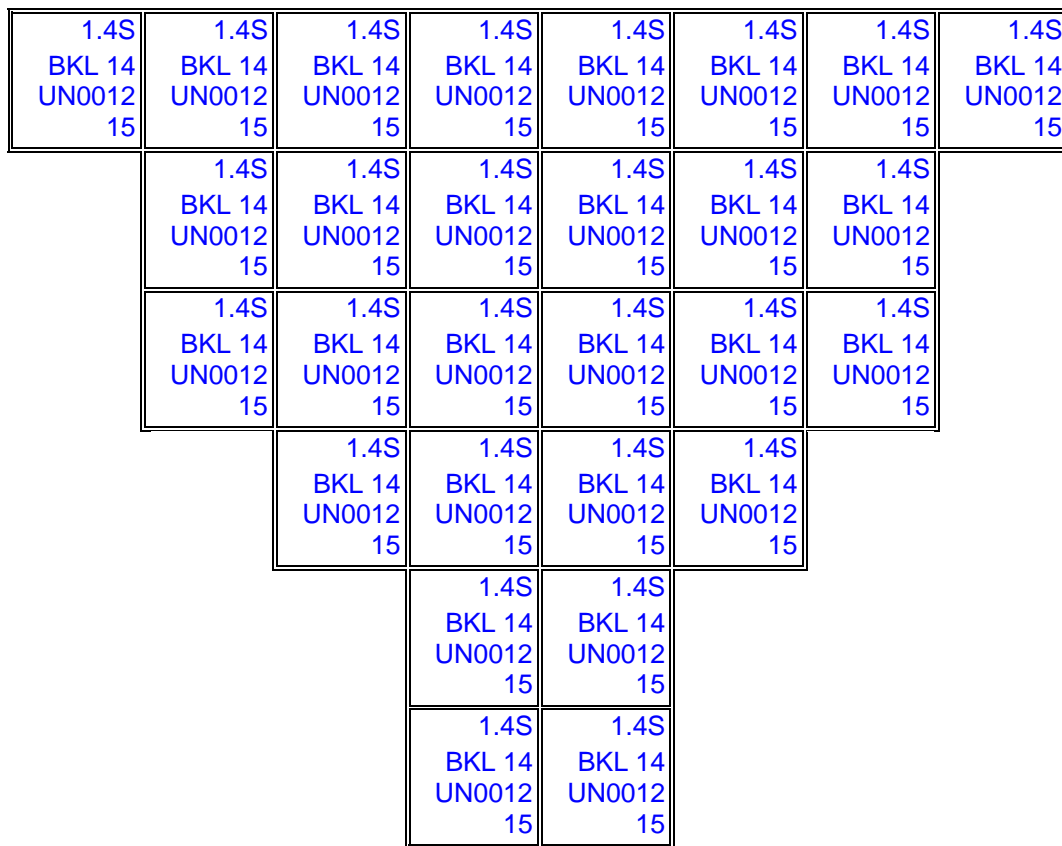 1.4S 1.4S 1.4S 1.4S 1.4S 1.4S 1.4S 1.4S
BKL 14 BKL 14 BKL 14 BKL 14 BKL 14 BKL 14 BKL 14 BKL 14
UN0012 UN0012 UN0012 UN0012 UN0012 UN0012 UN0012 UN0012
15 15 15 15 15 15 15 15
1.4S 1.4S 1.4S 1.4S 1.4S 1.4S
BKL 14 BKL 14 BKL 14 BKL 14 BKL 14 BKL 14
UN0012 UN0012 UN0012 UN0012 UN0012 UN0012
15 15 15 15 15 15
1.4S 1.4S 1.4S 1.4S 1.4S 1.4S
BKL 14 BKL 14 BKL 14 BKL 14 BKL 14 BKL 14
UN0012 UN0012 UN0012 UN0012 UN0012 UN0012
15 15 15 15 15 15
1.4S 1.4S 1.4S 1.4S
BKL 14 BKL 14 BKL 14 BKL 14
UN0012 UN0012 UN0012 UN0012
15 15 15 15
1.4S 1.4S
BKL 14 BKL 14
UN0012 UN0012
15 15
1.4S 1.4S
BKL 14 BKL 14
UN0012 UN0012
15 15